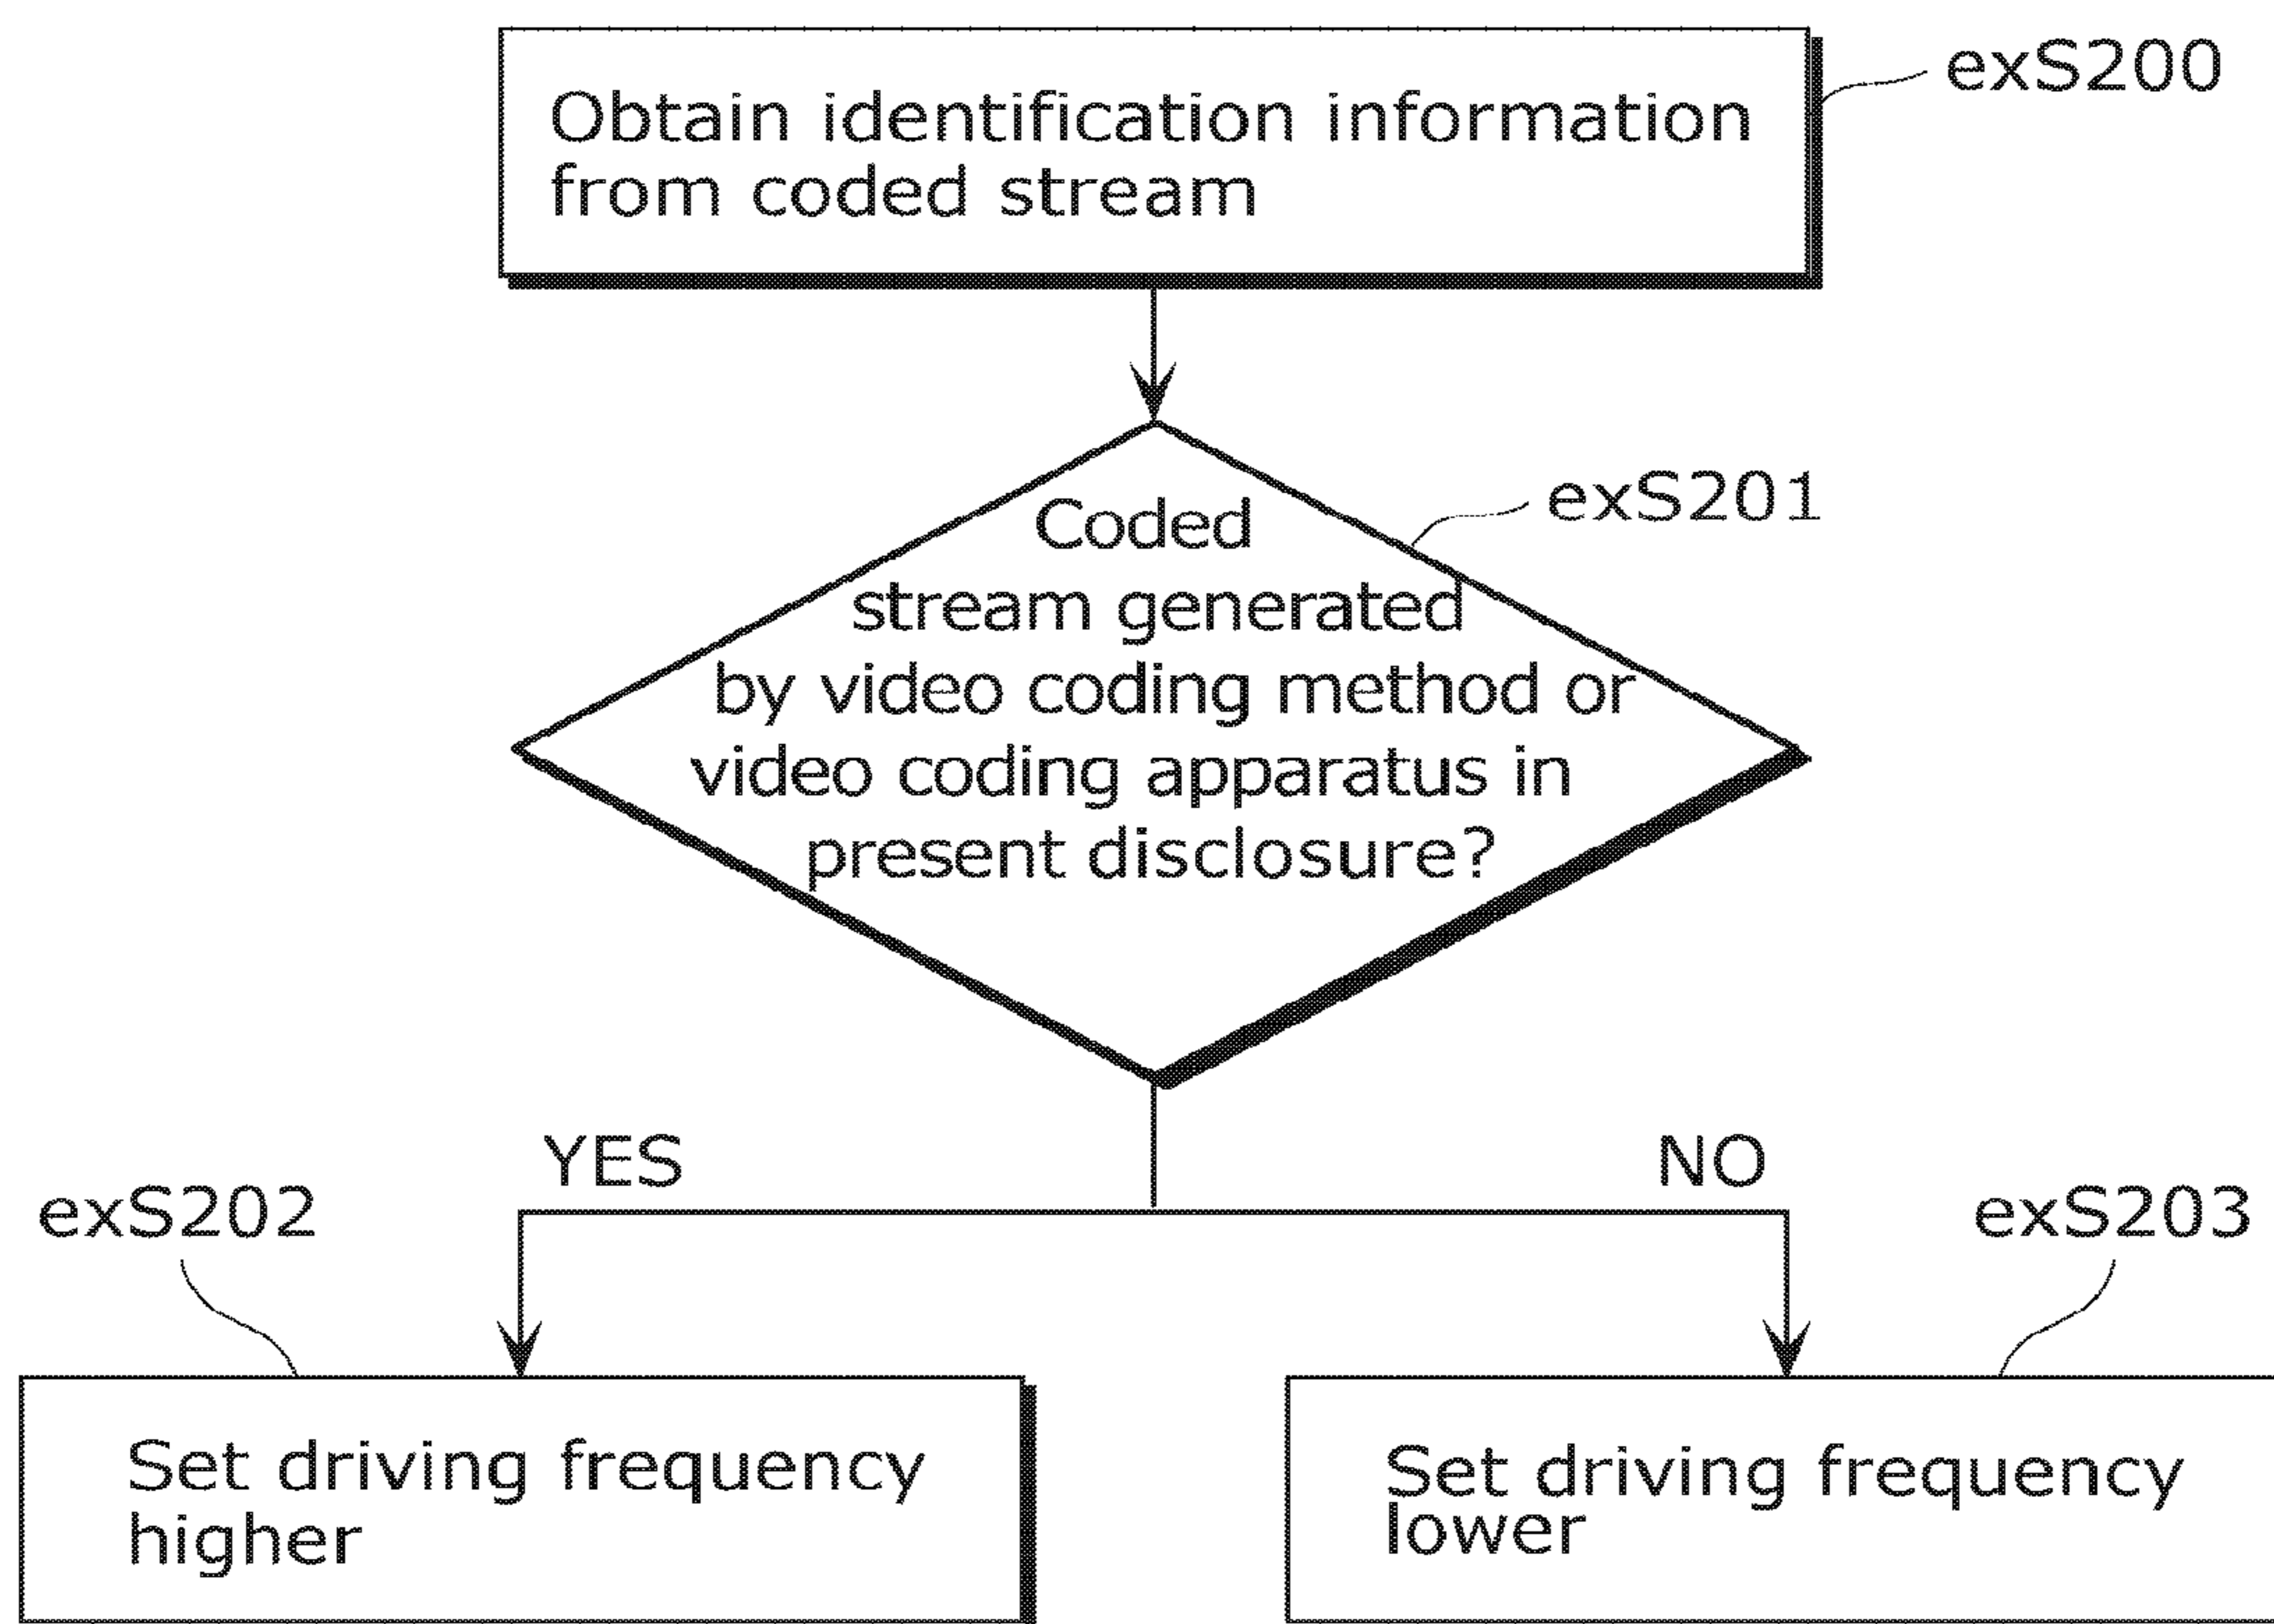 exS200
Obtain identification information
from coded stream
exS201
Coded
stream generated
by video coding method or
video coding apparatus in
present disclosure?
YES
NO
exS202
exS203
Set driving frequency
higher
Set driving frequency
lower